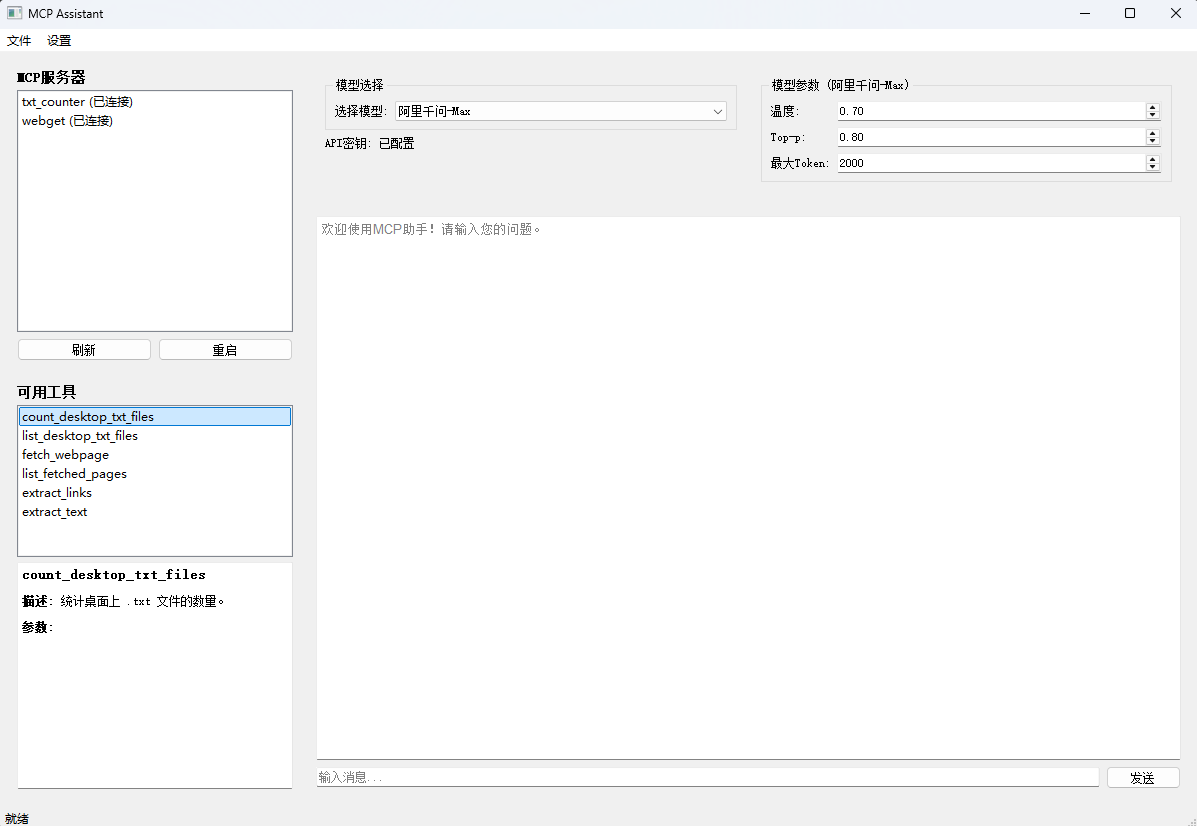 MCP Assistant
文件 设置
MCP服务器
txt_counter (已连接)
webget (已连接)
刷新 重启
可用工具
count_desktop_txt_files
list_desktop_txt_files
fetch_webpage
list_fetched_pages
extract_links
extract_text
count_desktop_txt_files
描述: 统计桌面上 .txt 文件的数量。
参数:
模型选择
选择模型: 阿里千问-Max
API密钥: 已配置
模型参数 (阿里千问-Max)
温度: 0.70
Top-p: 0.80
最大Token: 2000
欢迎使用MCP助手！请输入您的问题。
输入消息... 发送
就绪